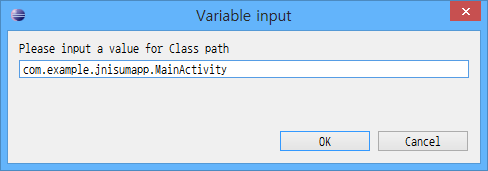 Variable input
Please input a value for Class path
com.example.jnisumapp.MainActivity
OK
Cancel